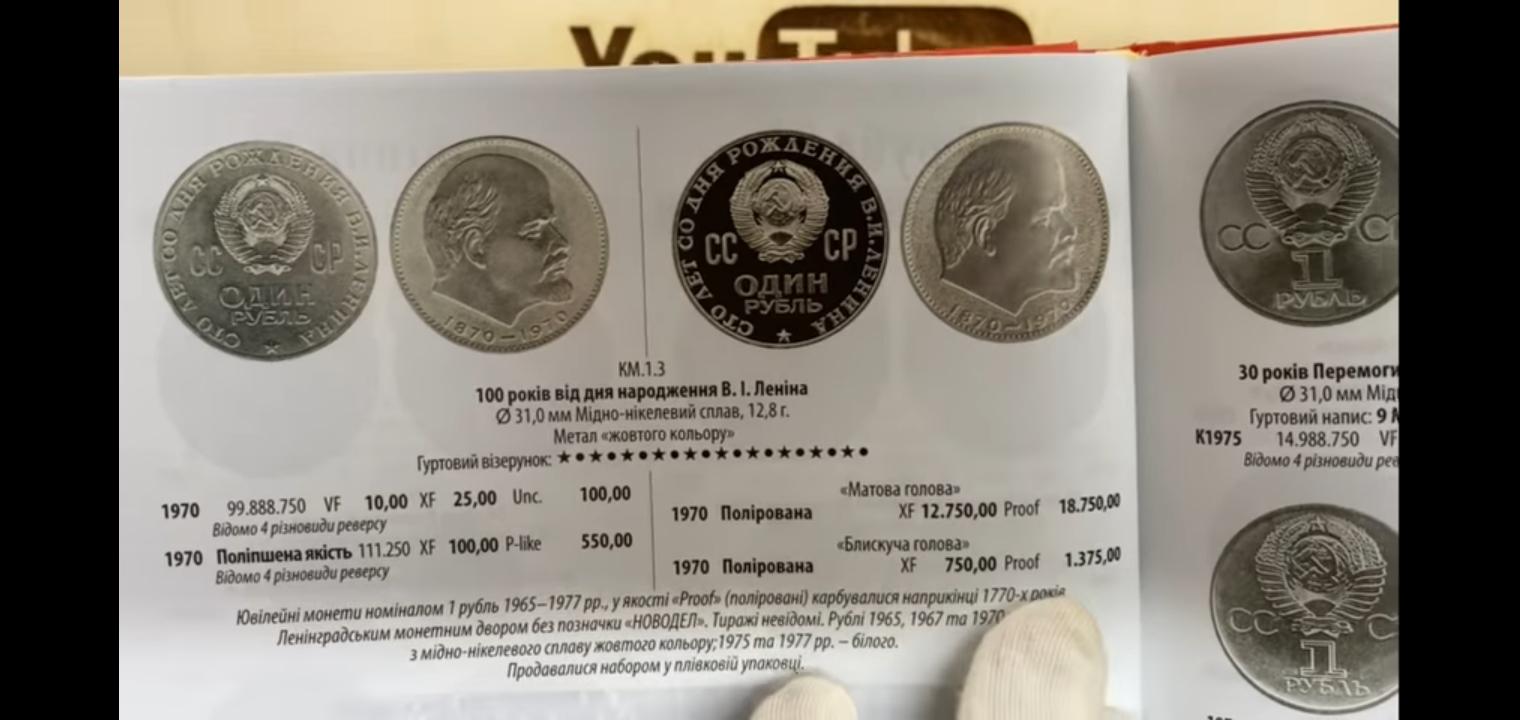 YouTube
СТО ЛЕТ СО ДНЯ РОЖДЕНИЯ В.И.ЛЕНИНА
СС СР
ОДИН
РУБЛЬ
1870–1970
СТО ЛЕТ СО ДНЯ РОЖДЕНИЯ В.И.ЛЕНИНА
СС СР
ОДИН
РУБЛЬ
1870–1970
КМ.1.3
100 років від дня народження В. І. Леніна
Ø 31,0 мм Мідно-нікелевий сплав, 12,8 г.
Метал «жовтого кольору»
Гуртовий візерунок: ★●★●★●★●★●★●★●★●★●★●
1970 99.888.750 VF 10,00 XF 25,00 Unc. 100,00
Відомо 4 різновиди реверсу
1970 Поліпшена якість 111.250 XF 100,00 P-like 550,00
Відомо 4 різновиди реверсу
«Матова голова»
1970 Полірована XF 12.750,00 Proof 18.750,00
«Блискуча голова»
1970 Полірована XF 750,00 Proof 1.375,00
Ювілейні монети номіналом 1 рубль 1965–1977 рр., у якості «Proof» (поліровані) карбувалися наприкінці 1770-х років
Ленінградським монетним двором без позначки «НОВОДЕЛ». Тиражі невідомі. Рублі 1965, 1967 та 1970
з мідно-нікелевого сплаву жовтого кольору;1975 та 1977 рр. – білого.
Продавалися набором у плівковій упаковці.
СС
1
РУБЛЬ
30 років Перемоги
Ø 31,0 мм
Гуртовий напис: 9
К1975 14.988.750 VF
Відомо 4 різновиди
СС
1
РУБЛЬ